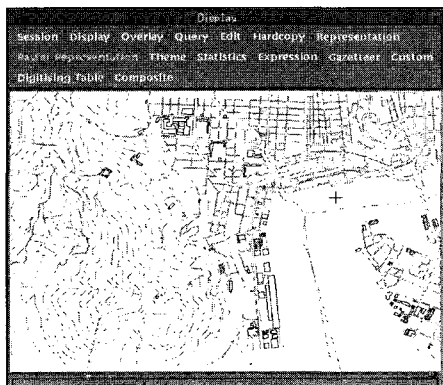 Display
Session Display Overlay Query Edit Hardcopy Representation
Raster Representation Theme Statistics Expression Gazetteer Custom
Digitising Table Composite